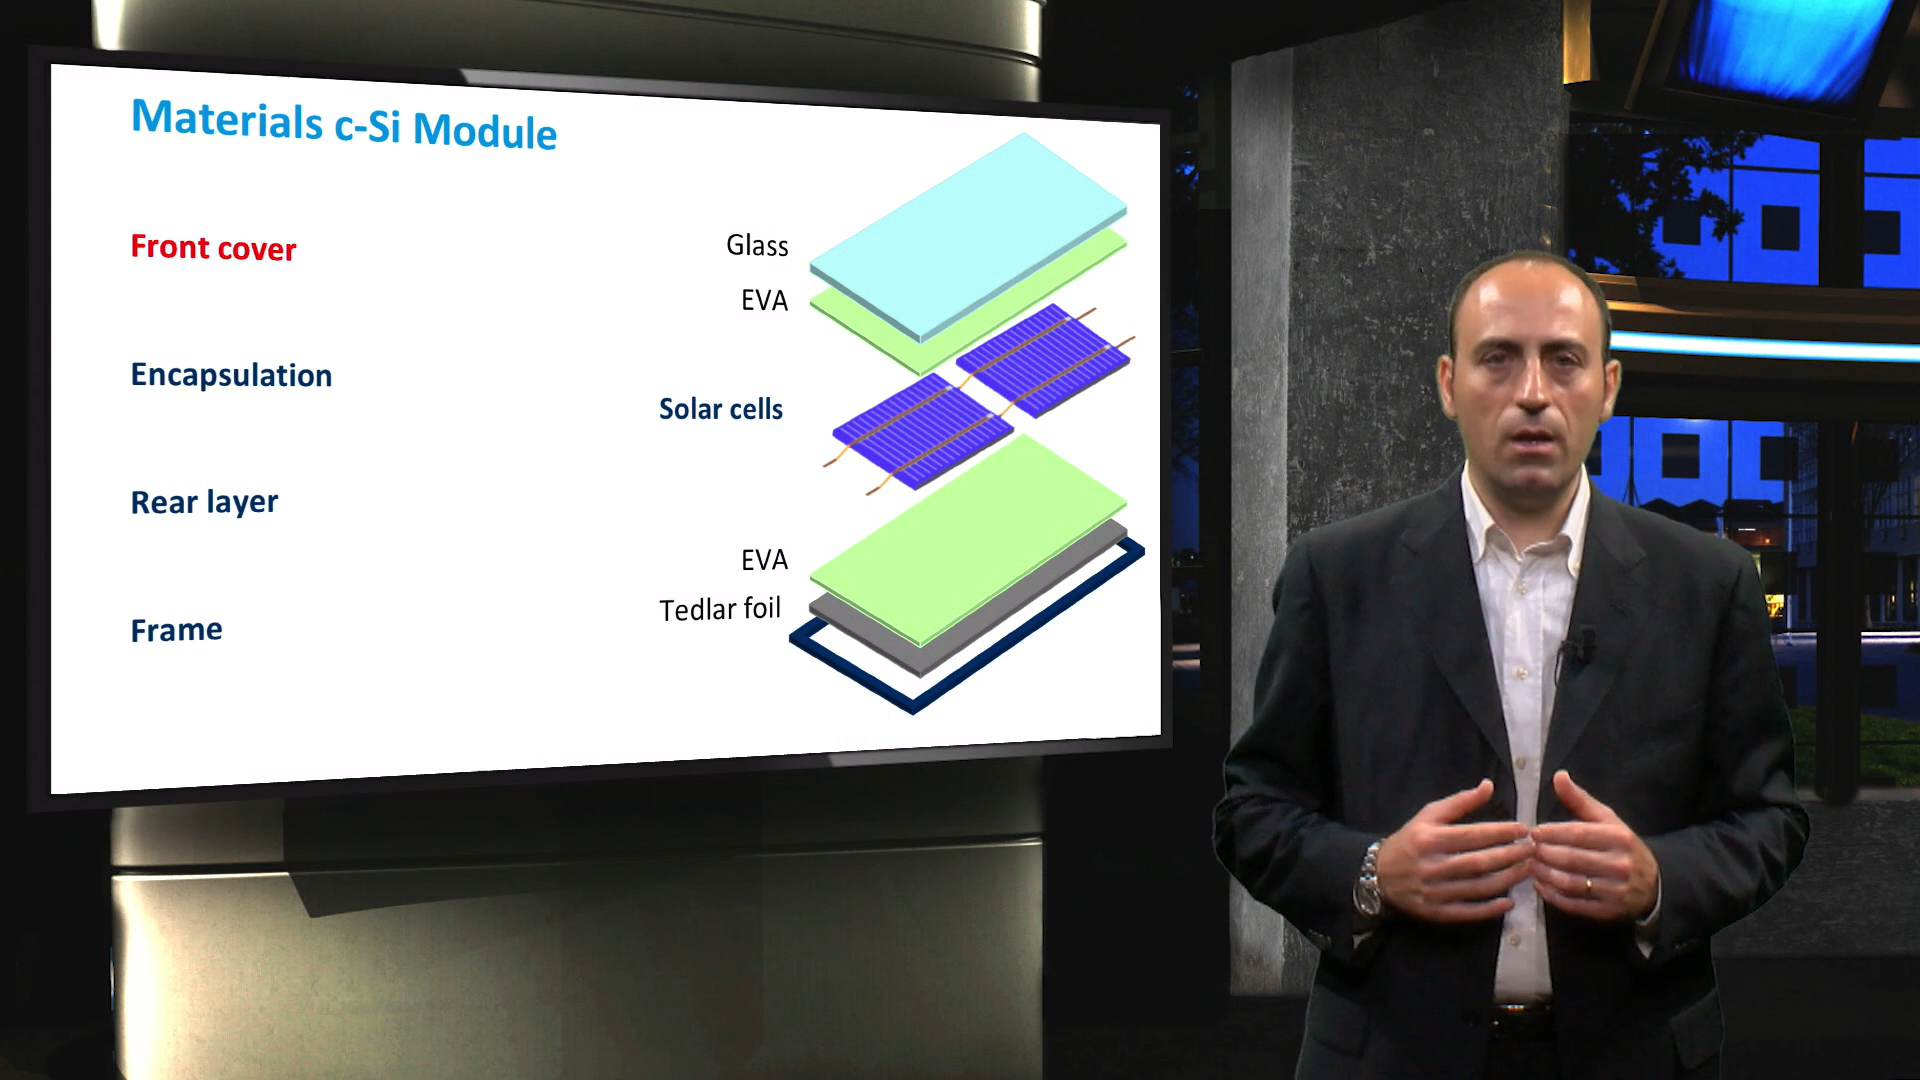 Materials c-Si Module
Front cover
Encapsulation
Rear layer
Frame
Glass
EVA
Solar cells
EVA
Tedlar foil